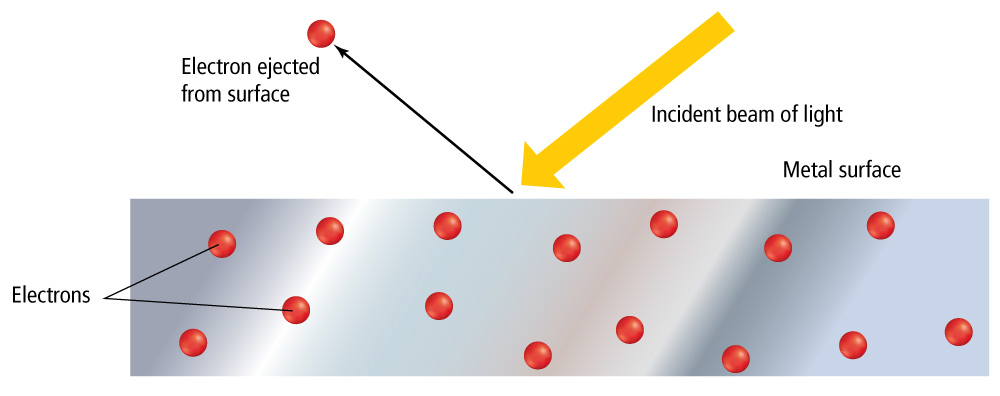 Electron ejected
from surface
Incident beam of light
Metal surface
Electrons